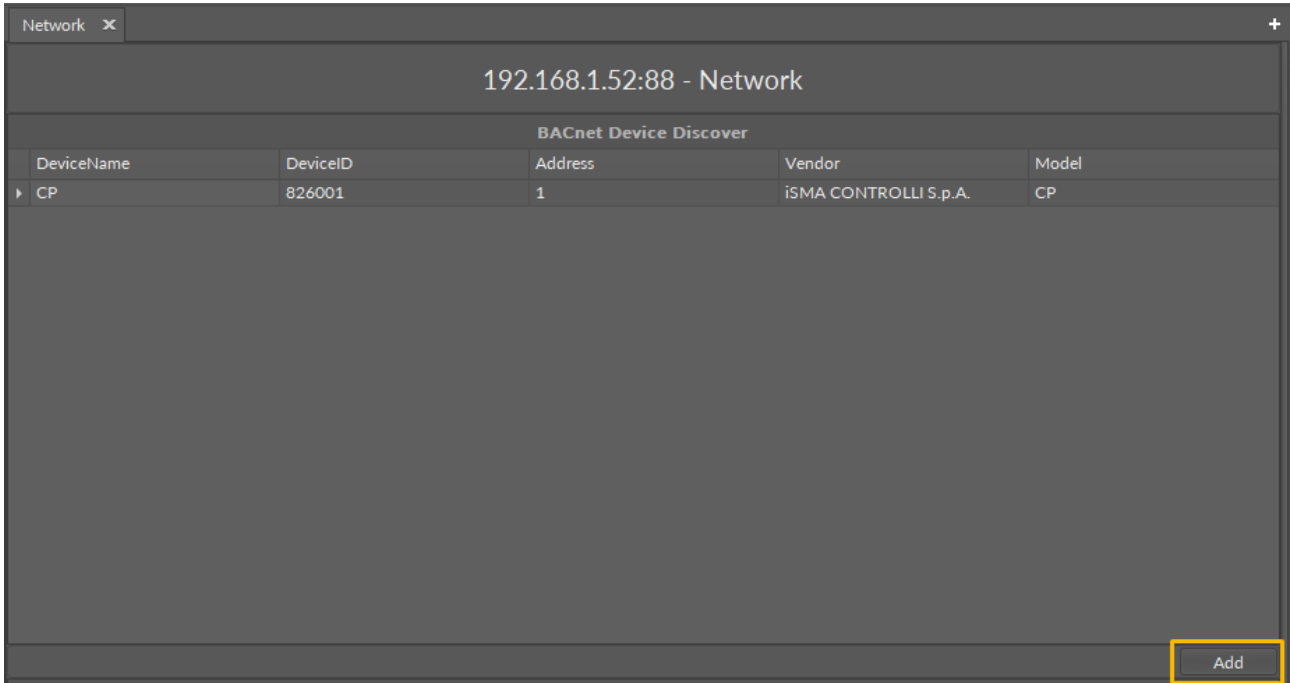 Network
192.168.1.52:88 - Network
BACnet Device Discover
DeviceName DeviceID Address Vendor Model
CP 826001 1 iSMA CONTROLLI S.p.A. CP
Add